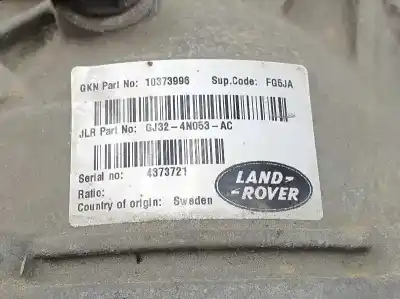 GKN Part No: 10373996 Sup.Code: FG5JA
JLR Part No: GJ32-4N053-AC
Serial no: 4373721
Ratio:
Country of origin: Sweden
LAND-
-ROVER